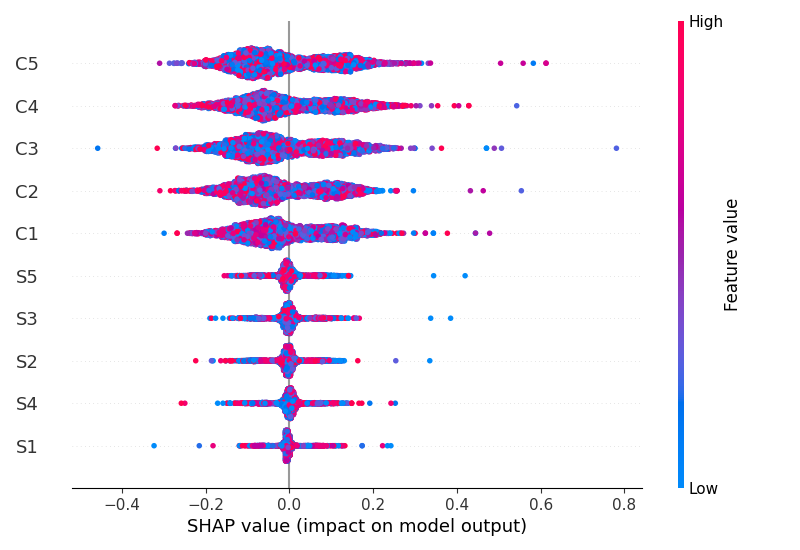 High
C5
C4
C3
C2
C1
S5
S3
S2
S4
S1
Feature value
Low
−0.4 −0.2 0.0 0.2 0.4 0.6 0.8
SHAP value (impact on model output)